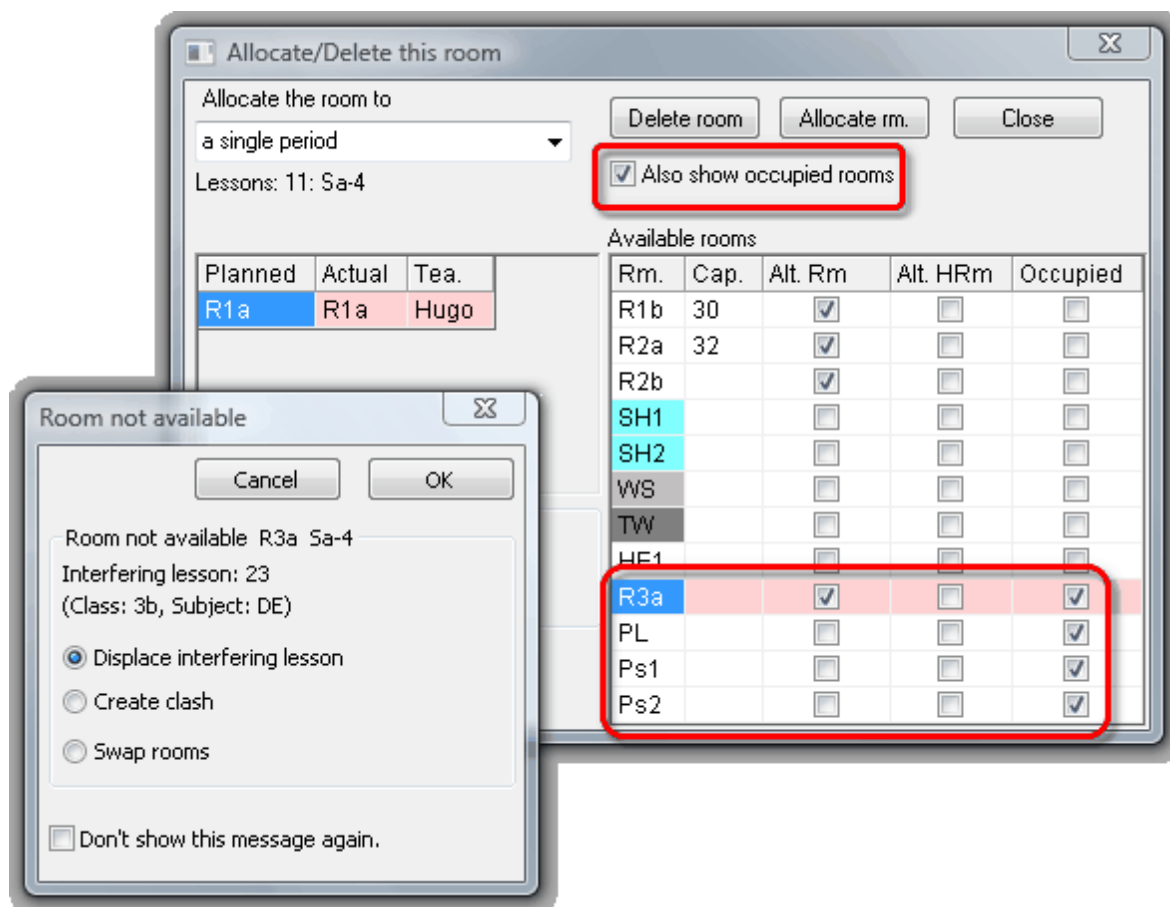 Allocate/Delete this room
Allocate the room to
a single period
Lessons: 11: Sa-4
Delete room Allocate rm. Close
Also show occupied rooms
Planned Actual Tea.
R1a R1a Hugo
Available rooms
Rm. Cap. Alt. Rm Alt. HRm Occupied
R1b 30
R2a 32
R2b
SH1
SH2
WS
TW
HE1
R3a
PL
Ps1
Ps2
Room not available
Cancel OK
Room not available R3a Sa-4
Interfering lesson: 23
(Class: 3b, Subject: DE)
Displace interfering lesson
Create clash
Swap rooms
Don't show this message again.